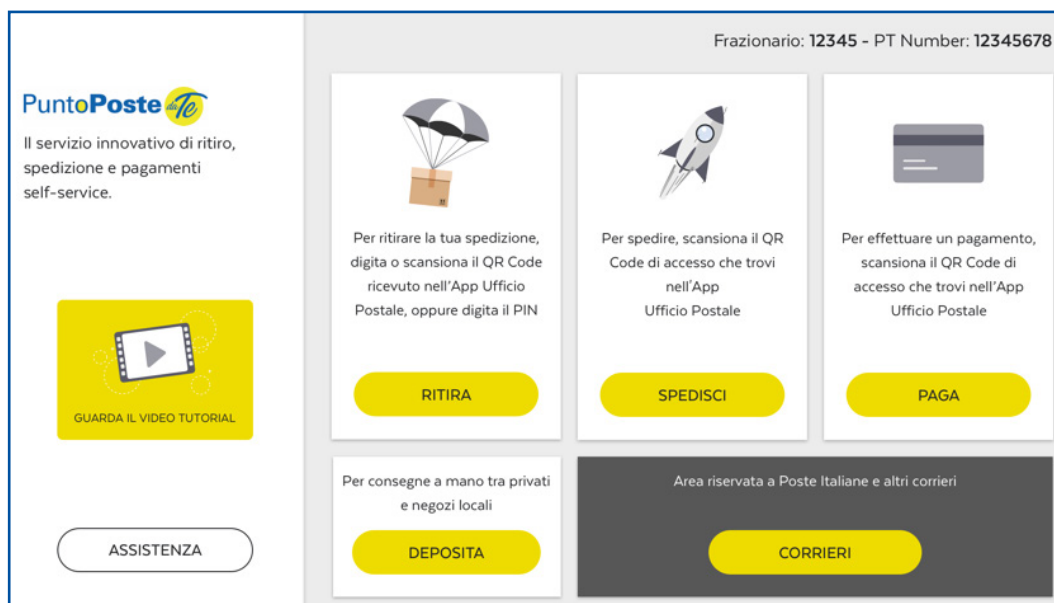 Frazionario: 12345 - PT Number: 12345678
PuntoPoste da Te
Il servizio innovativo di ritiro,
spedizione e pagamenti
self-service.
GUARDA IL VIDEO TUTORIAL
ASSISTENZA
Per ritirare la tua spedizione,
digita o scansiona il QR Code
ricevuto nell'App Ufficio
Postale, oppure digita il PIN
RITIRA
Per spedire, scansiona il QR
Code di accesso che trovi
nell'App
Ufficio Postale
SPEDISCI
Per effettuare un pagamento,
scansiona il QR Code di
accesso che trovi nell'App
Ufficio Postale
PAGA
Per consegne a mano tra privati
e negozi locali
DEPOSITA
Area riservata a Poste Italiane e altri corrieri
CORRIERI